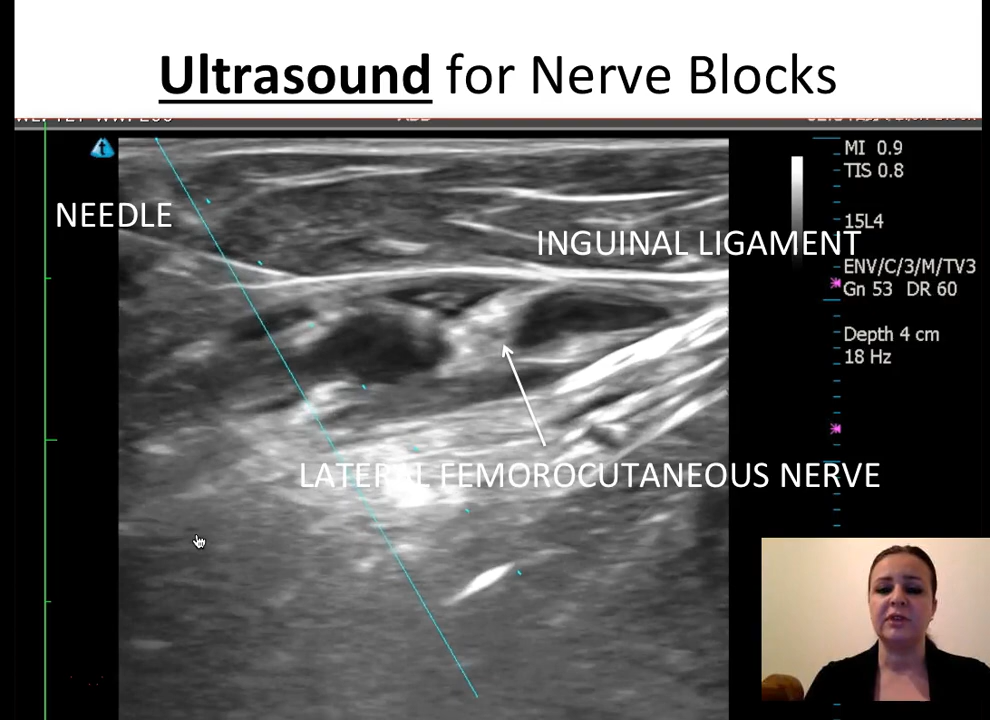 Ultrasound for Nerve Blocks
MI 0.9
TIS 0.8
NEEDLE
15L4
INGUINAL LIGAMENT
ENV/C/3/M/TV3
Gn 53 DR 60
Depth 4 cm
18 Hz
LATERAL FEMOROCUTANEOUS NERVE